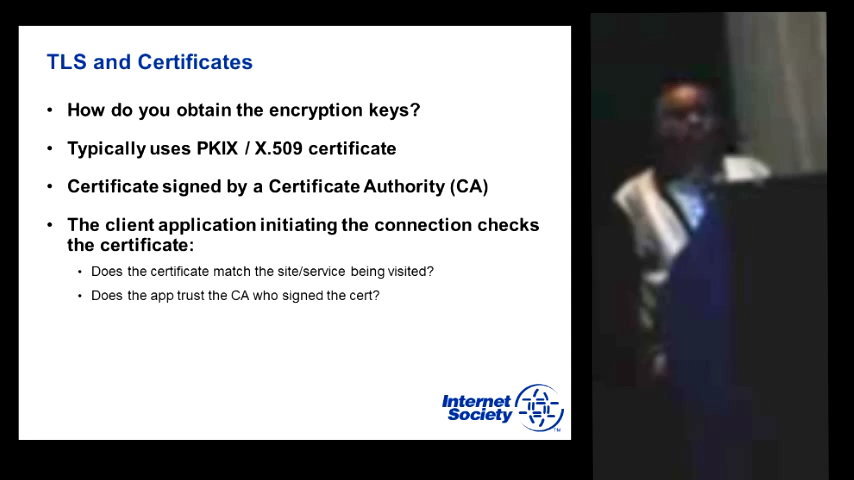 TLS and Certificates
• How do you obtain the encryption keys?
• Typically uses PKIX / X.509 certificate
• Certificate signed by a Certificate Authority (CA)
• The client application initiating the connection checks
the certificate:
• Does the certificate match the site/service being visited?
• Does the app trust the CA who signed the cert?
Internet
Society
TM